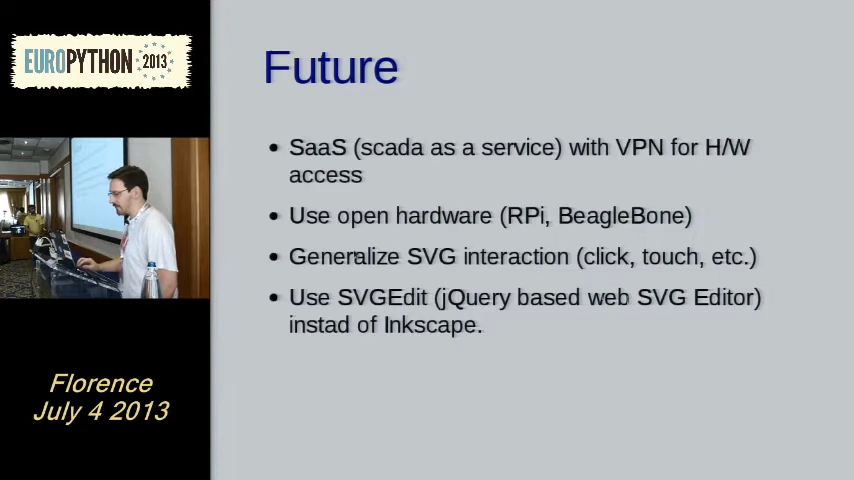 EUROPYTHON 2013
Florence
July 4 2013
Future
• SaaS (scada as a service) with VPN for H/W
access
• Use open hardware (RPi, BeagleBone)
• Generalize SVG interaction (click, touch, etc.)
• Use SVGEdit (jQuery based web SVG Editor)
instad of Inkscape.